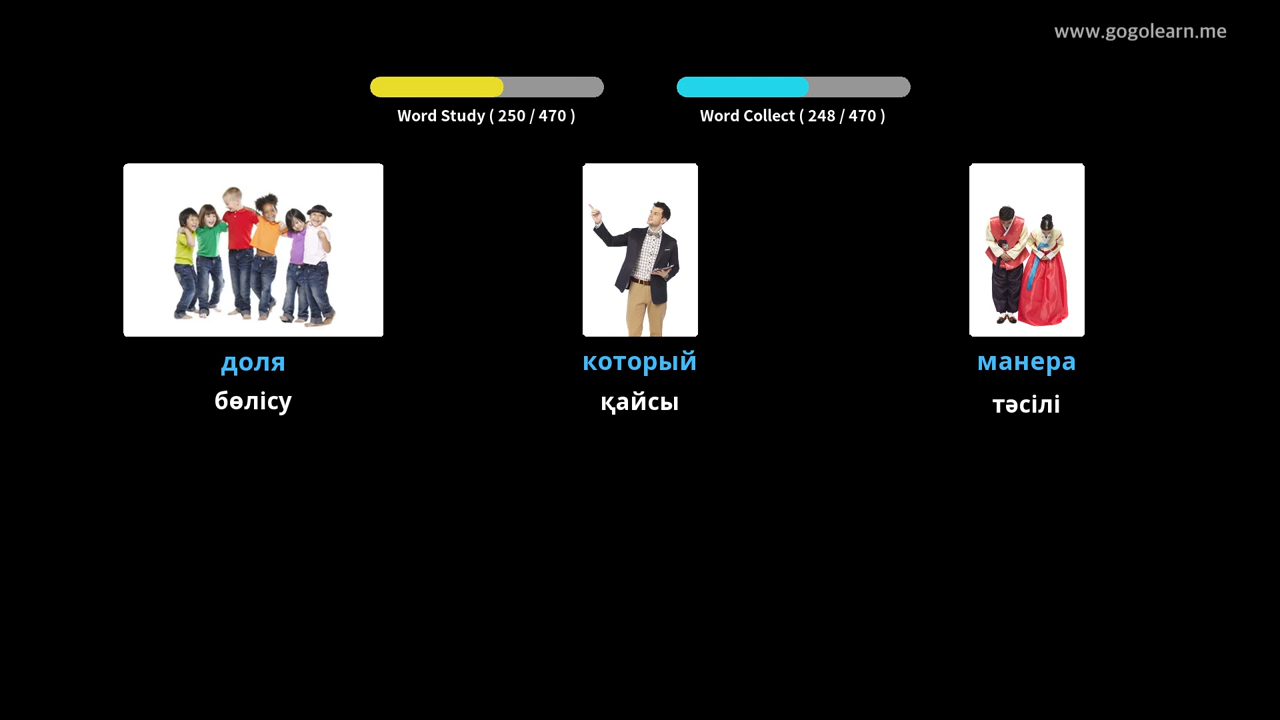 www.gogolearn.me
Word Study ( 250 / 470 )
Word Collect ( 248 / 470 )
доля
который
манера
бөлісу
қайсы
тәсілі